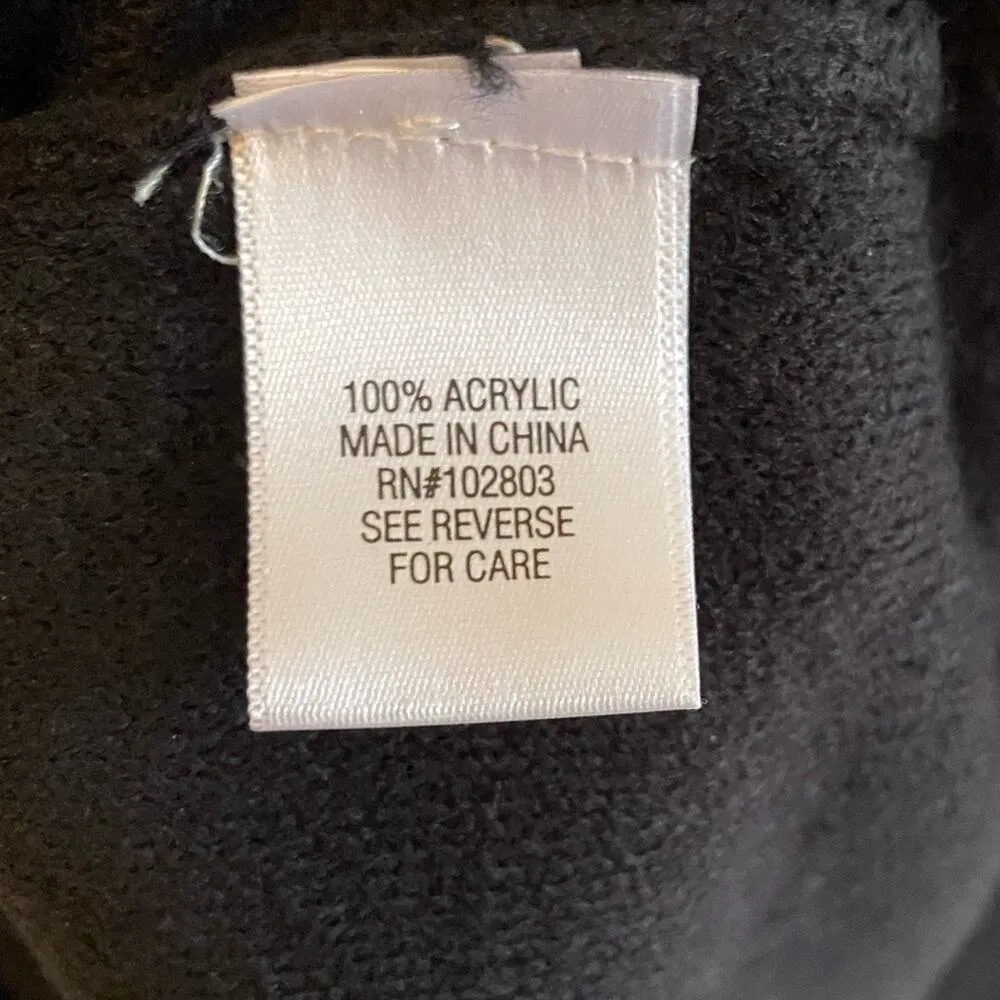 100% ACRYLIC
MADE IN CHINA
RN#102803
SEE REVERSE
FOR CARE